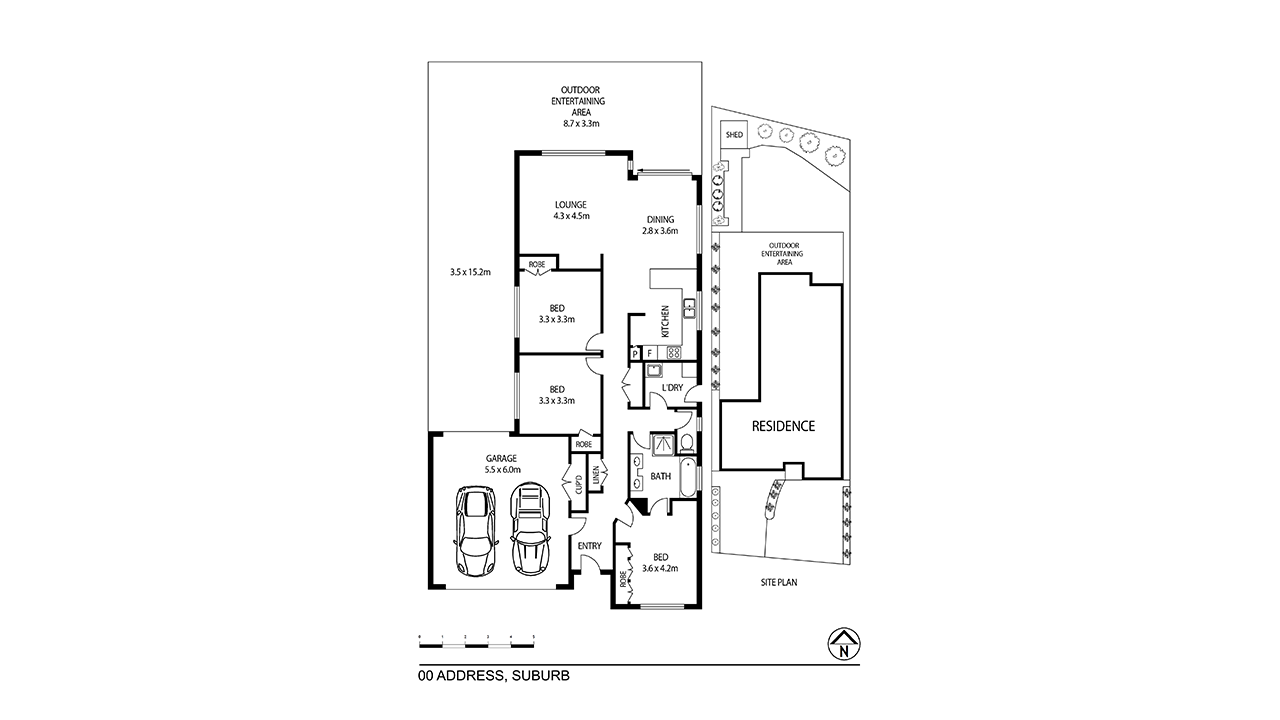 OUTDOOR
ENTERTAINING
AREA
8.7 x 3.3m
SHED
LOUNGE
4.3 x 4.5m
DINING
2.8 x 3.6m
OUTDOOR
ENTERTAINING
AREA
ROBE
3.5 x 15.2m
BED
3.3 x 3.3m
KITCHEN
P
F
BED
3.3 x 3.3m
L'DRY
RESIDENCE
ROBE
GARAGE
5.5 x 6.0m
CUP'D
LINEN
BATH
ENTRY
BED
3.6 x 4.2m
ROBE
SITE PLAN
0 1 2 3 4 5
N
00 ADDRESS, SUBURB